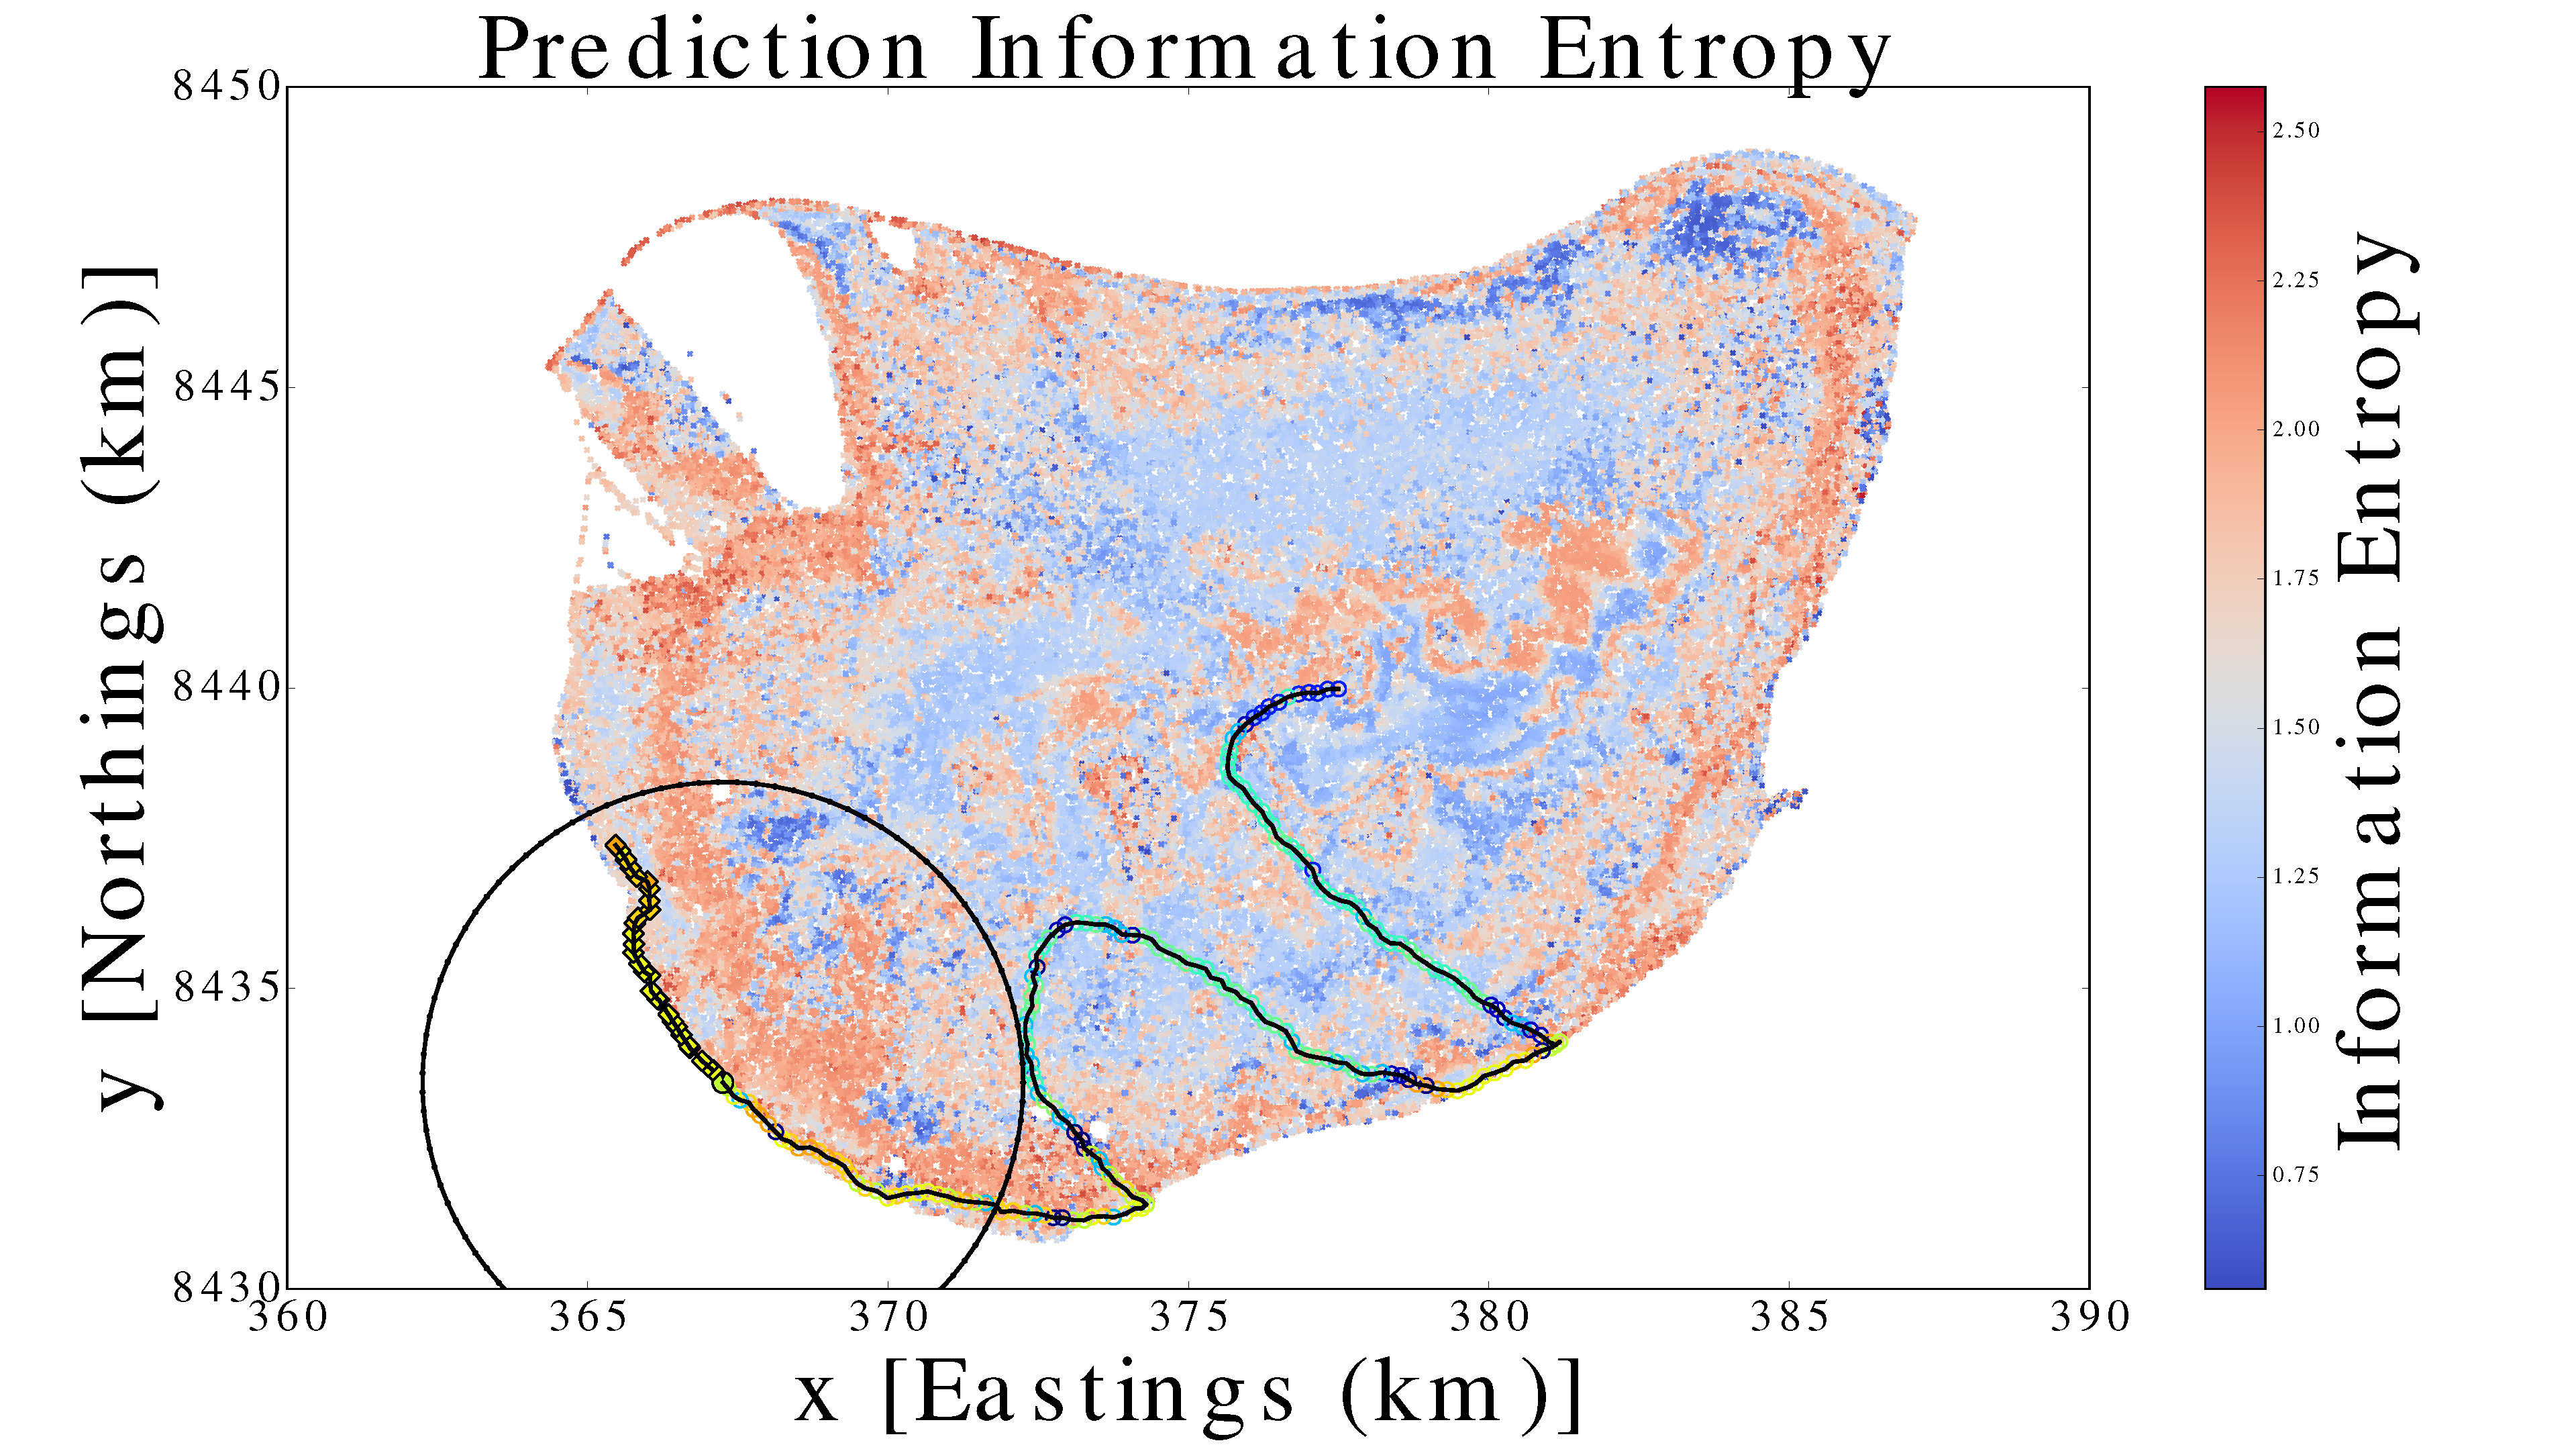 Prediction Information Entropy
8450
8445
8440
8435
8430
y [Northings (km)]
360 365 370 375 380 385 390
x [Eastings (km)]
2.50
2.25
2.00
1.75
1.50
1.25
1.00
0.75
Information Entropy